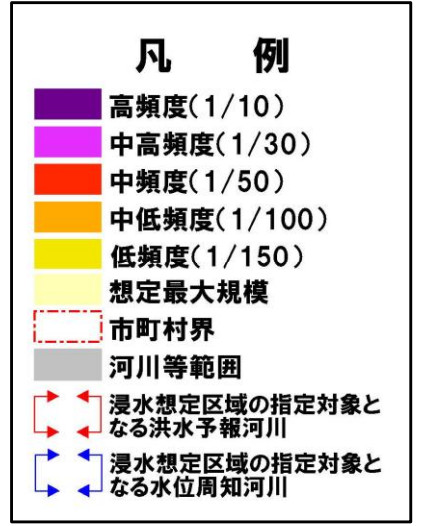 凡 例
高頻度(1/10)
中高頻度(1/30)
中頻度(1/50)
中低頻度(1/100)
低頻度(1/150)
想定最大規模
市町村界
河川等範囲
浸水想定区域の指定対象と
なる洪水予報河川
浸水想定区域の指定対象と
なる水位周知河川